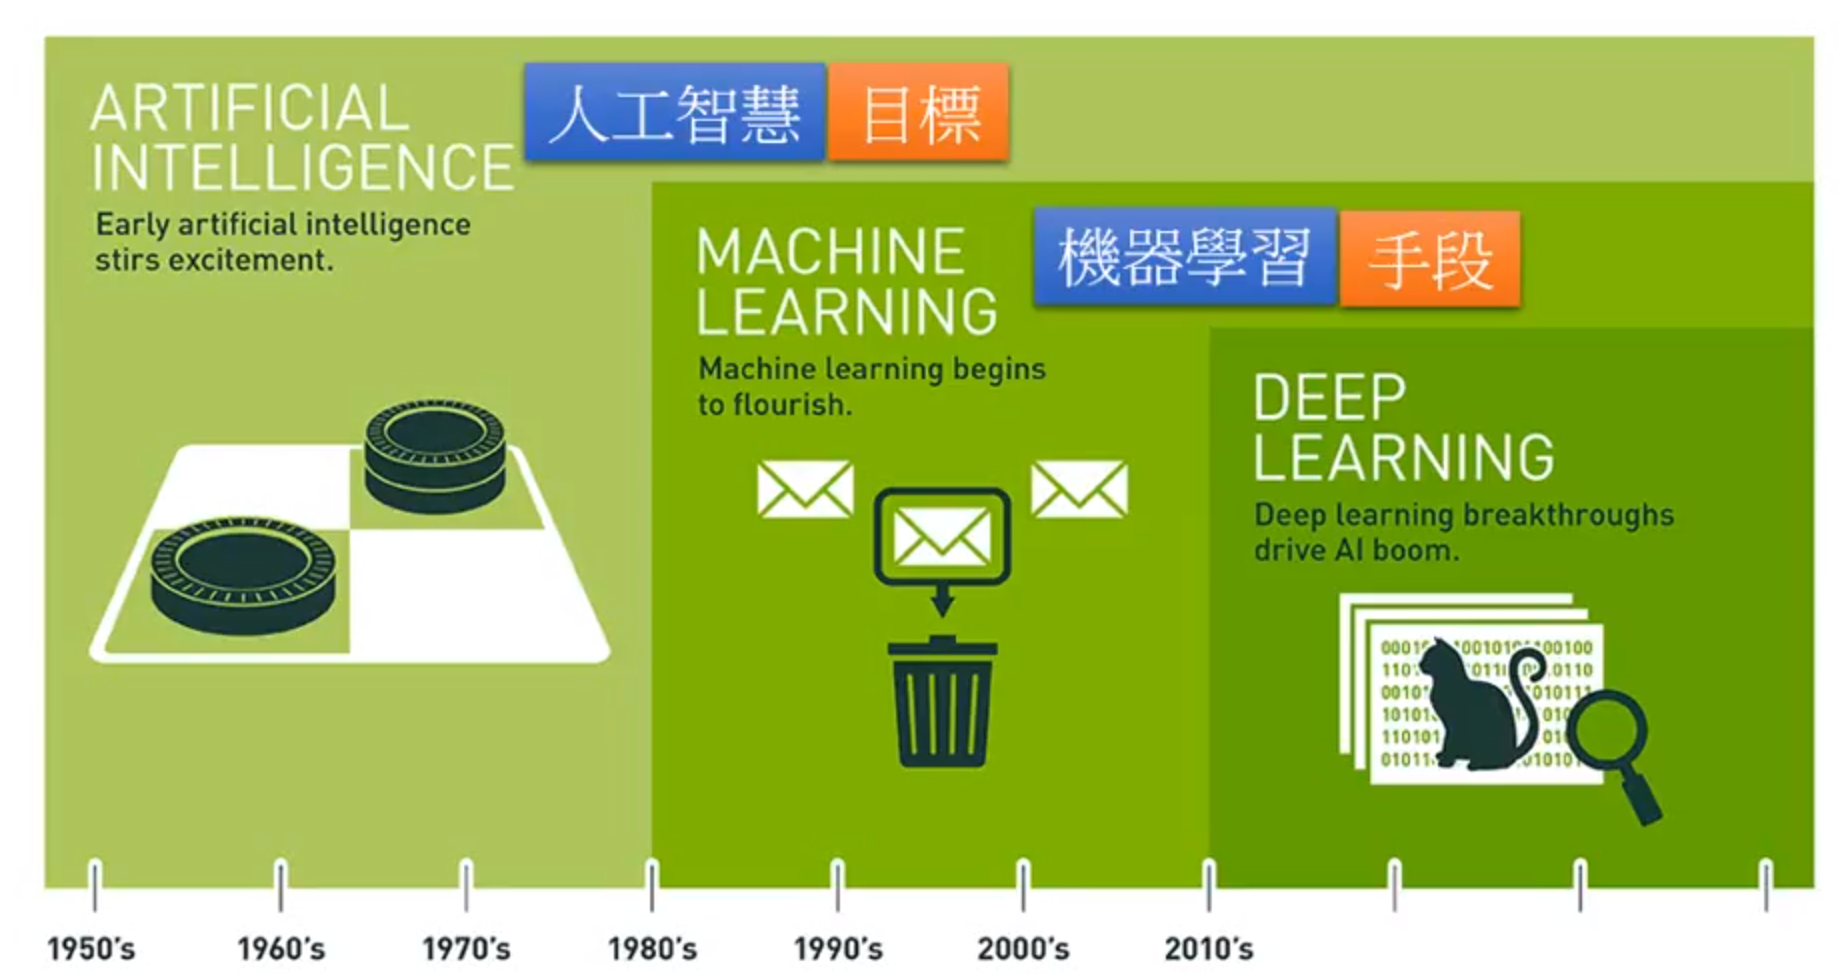 ARTIFICIAL
INTELLIGENCE
人工智慧 目標
Early artificial intelligence
stirs excitement.
MACHINE
LEARNING
機器學習 手段
Machine learning begins
to flourish.
DEEP
LEARNING
Deep learning breakthroughs
drive AI boom.
1950's 1960's 1970's 1980's 1990's 2000's 2010's